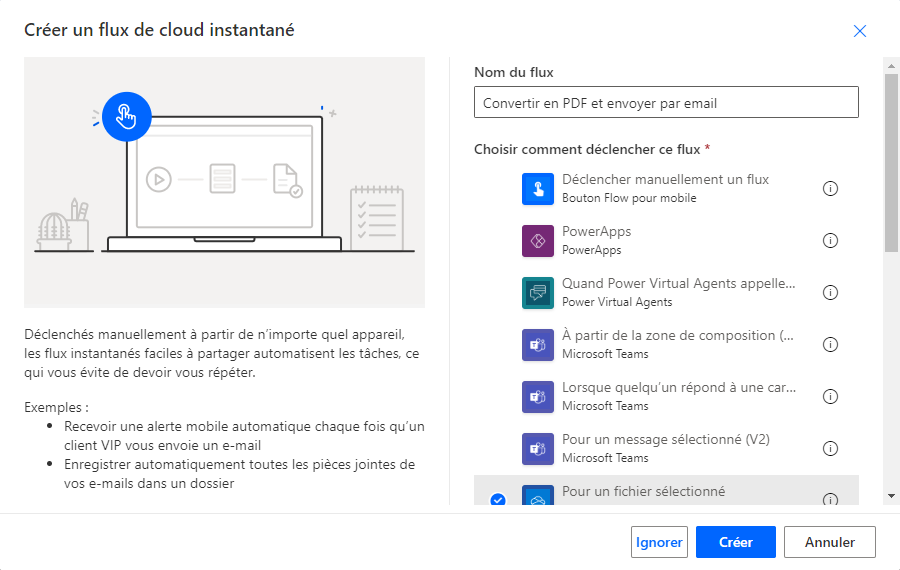 Créer un flux de cloud instantané
Déclenchés manuellement à partir de n'importe quel appareil,
les flux instantanés faciles à partager automatisent les tâches, ce
qui vous évite de devoir vous répéter.
Exemples :
Recevoir une alerte mobile automatique chaque fois qu'un
client VIP vous envoie un e-mail
Enregistrer automatiquement toutes les pièces jointes de
vos e-mails dans un dossier
Nom du flux
Convertir en PDF et envoyer par email
Choisir comment déclencher ce flux *
Déclencher manuellement un flux
Bouton Flow pour mobile
PowerApps
PowerApps
Quand Power Virtual Agents appelle...
Power Virtual Agents
À partir de la zone de composition (...
Microsoft Teams
Lorsque quelqu'un répond à une car...
Microsoft Teams
Pour un message sélectionné (V2)
Microsoft Teams
Pour un fichier sélectionné
Ignorer
Créer
Annuler